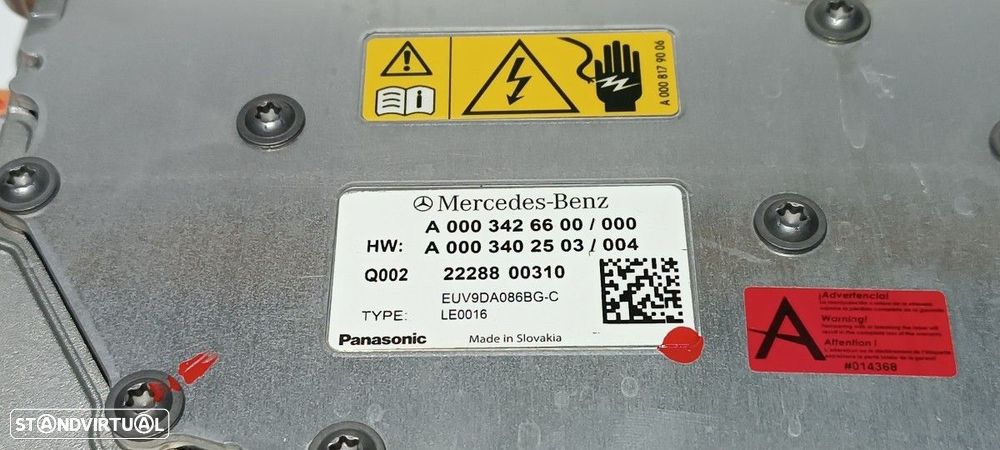 A 000 817 90 06
Mercedes-Benz
A 000 342 66 00 / 000
HW: A 000 340 25 03 / 004
Q002 22288 00310
EUV9DA086BG-C
TYPE: LE0016
Panasonic Made in Slovakia
¡Advertencia!
A
Warning!
Attention !
#014368
STANDVIRTUAL